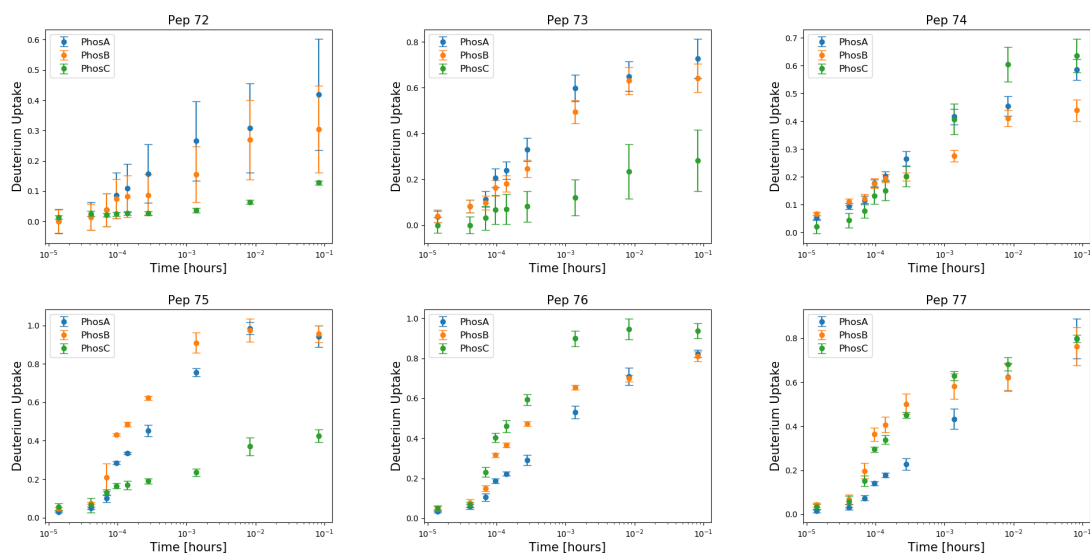 Pep 72
Deuterium Uptake
0.6
0.5
0.4
0.3
0.2
0.1
0.0
PhosA
PhosB
PhosC
10⁻⁵
10⁻⁴
10⁻³
10⁻²
10⁻¹
Time [hours]
Pep 73
Deuterium Uptake
0.8
0.6
0.4
0.2
0.0
PhosA
PhosB
PhosC
10⁻⁵
10⁻⁴
10⁻³
10⁻²
10⁻¹
Time [hours]
Pep 74
Deuterium Uptake
0.7
0.6
0.5
0.4
0.3
0.2
0.1
0.0
PhosA
PhosB
PhosC
10⁻⁵
10⁻⁴
10⁻³
10⁻²
10⁻¹
Time [hours]
Pep 75
Deuterium Uptake
1.0
0.8
0.6
0.4
0.2
0.0
PhosA
PhosB
PhosC
10⁻⁵
10⁻⁴
10⁻³
10⁻²
10⁻¹
Time [hours]
Pep 76
Deuterium Uptake
1.0
0.8
0.6
0.4
0.2
0.0
PhosA
PhosB
PhosC
10⁻⁵
10⁻⁴
10⁻³
10⁻²
10⁻¹
Time [hours]
Pep 77
Deuterium Uptake
0.8
0.6
0.4
0.2
0.0
PhosA
PhosB
PhosC
10⁻⁵
10⁻⁴
10⁻³
10⁻²
10⁻¹
Time [hours]